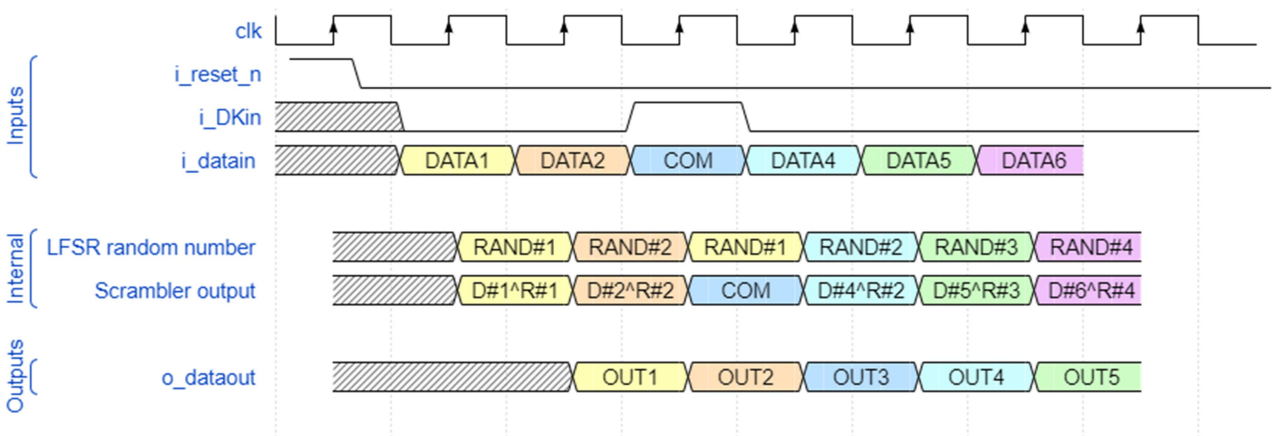 clk
Inputs
i_reset_n
i_DKin
i_datain DATA1 DATA2 COM DATA4 DATA5 DATA6
Internal
LFSR random number RAND#1 RAND#2 RAND#1 RAND#2 RAND#3 RAND#4
Scrambler output D#1^R#1 D#2^R#2 COM D#4^R#2 D#5^R#3 D#6^R#4
Outputs
o_dataout OUT1 OUT2 OUT3 OUT4 OUT5